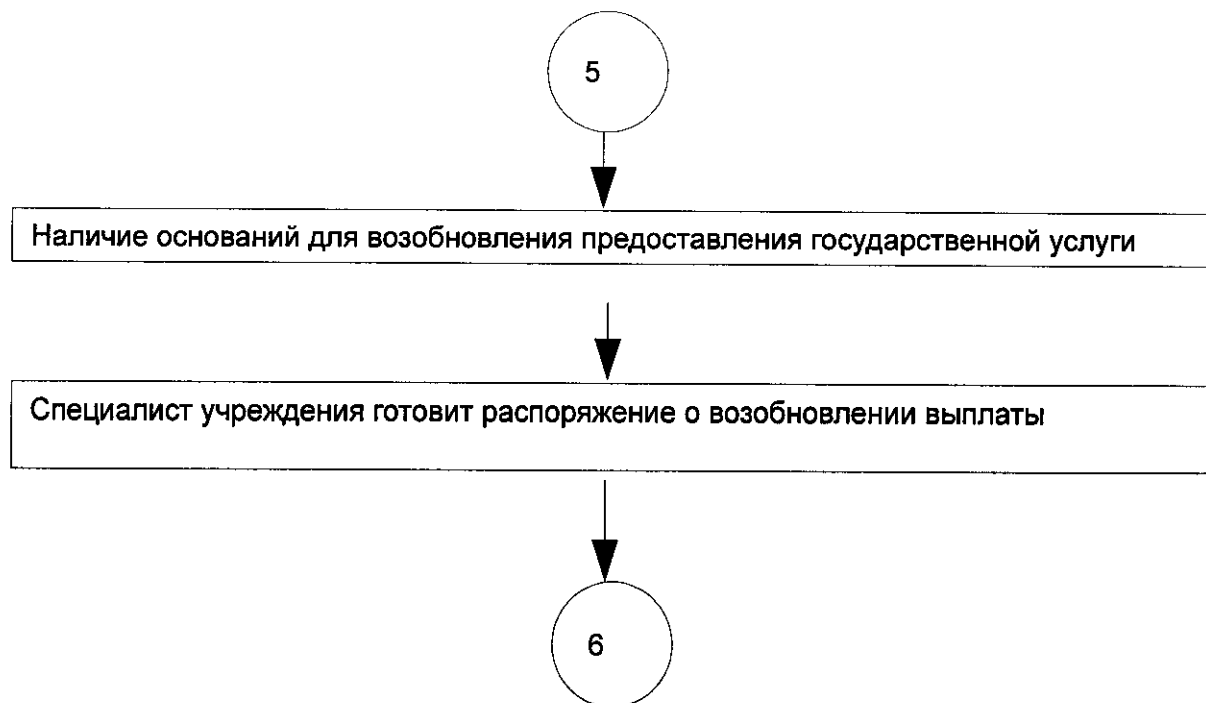 5
Наличие оснований для возобновления предоставления государственной услуги
Специалист учреждения готовит распоряжение о возобновлении выплаты
6